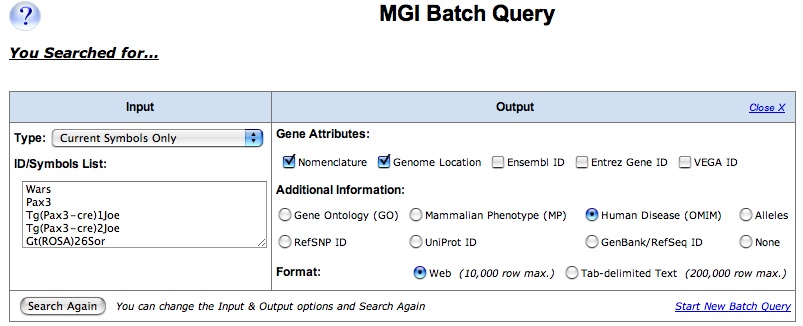 ?
MGI Batch Query
You Searched for...
Input
Output
Close X
Type: Current Symbols Only
ID/Symbols List:
Wars
Pax3
Tg(Pax3-cre)1Joe
Tg(Pax3-cre)2Joe
Gt(ROSA)26Sor
Gene Attributes:
Nomenclature Genome Location Ensembl ID Entrez Gene ID VEGA ID
Additional Information:
Gene Ontology (GO) Mammalian Phenotype (MP) Human Disease (OMIM) Alleles
RefSNP ID UniProt ID GenBank/RefSeq ID None
Format: Web (10,000 row max.) Tab-delimited Text (200,000 row max.)
Search Again You can change the Input & Output options and Search Again
Start New Batch Query